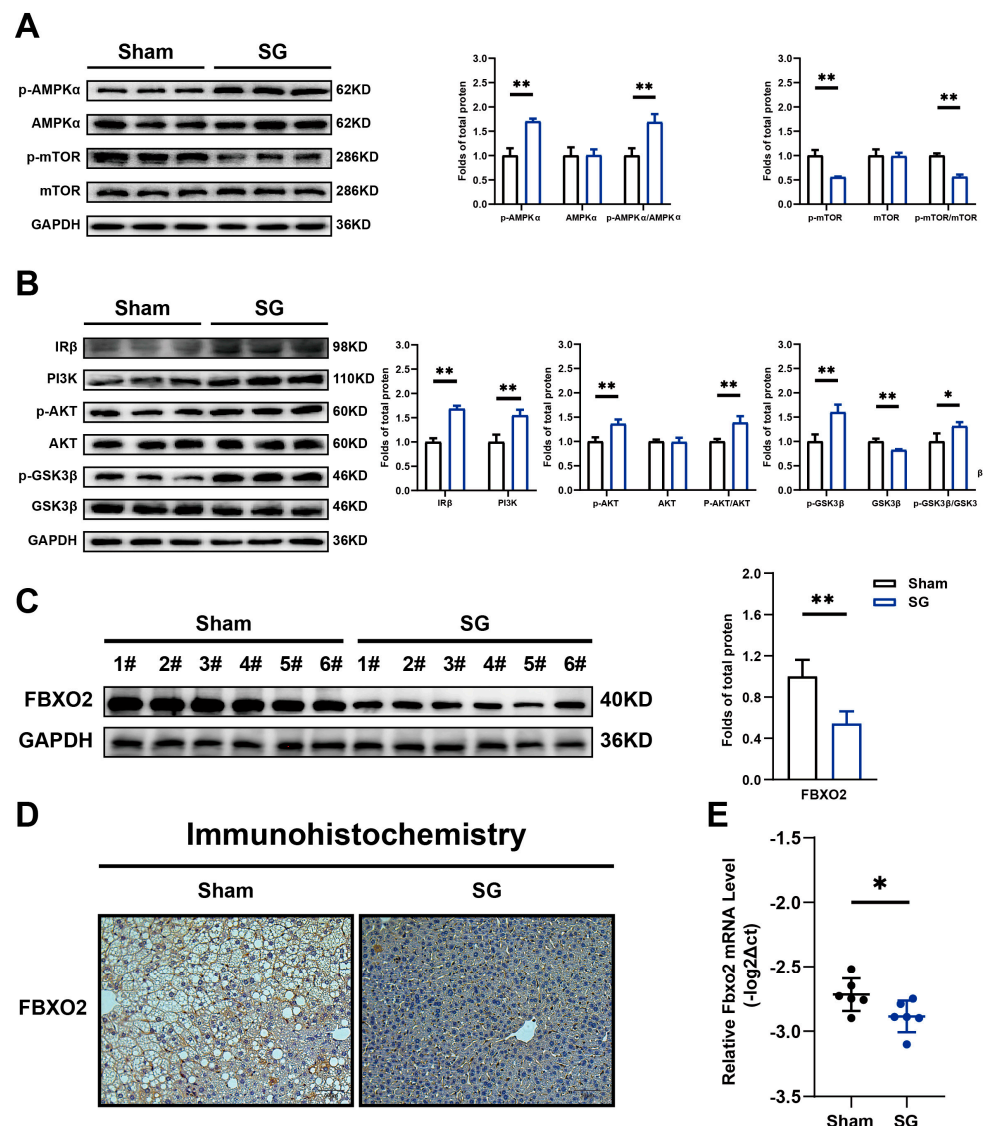 A
Sham SG
p-AMPKα 62KD
AMPKα 62KD
p-mTOR 286KD
mTOR 286KD
GAPDH 36KD
Folds of total proten
3.0
2.5
2.0
1.5
1.0
0.5
0.0
** **
p-AMPKα AMPKα p-AMPKα/AMPKα
Folds of total proten
3.0
2.5
2.0
1.5
1.0
0.5
0.0
** **
p-mTOR mTOR p-mTOR/mTOR
B
Sham SG
IRβ 98KD
PI3K 110KD
p-AKT 60KD
AKT 60KD
p-GSK3β 46KD
GSK3β 46KD
GAPDH 36KD
Folds of total proten
3.0
2.5
2.0
1.5
1.0
0.5
0.0
** **
IRβ PI3K
Folds of total proten
3.0
2.5
2.0
1.5
1.0
0.5
0.0
** **
p-AKT AKT P-AKT/AKT
Folds of total proten
3.0
2.5
2.0
1.5
1.0
0.5
0.0
** ** *
β
p-GSK3β GSK3β p-GSK3β/GSK3
C
Sham SG
1# 2# 3# 4# 5# 6# 1# 2# 3# 4# 5# 6#
FBXO2 40KD
GAPDH 36KD
Folds of total proten
2.0
1.6
1.2
0.8
0.4
0.0
**
FBXO2
Sham
SG
D
Immunohistochemistry
Sham SG
FBXO2
E
Relative Fbxo2 mRNA Level
(-log2Δct)
-1.5
-2.0
-2.5
-3.0
-3.5
*
Sham SG